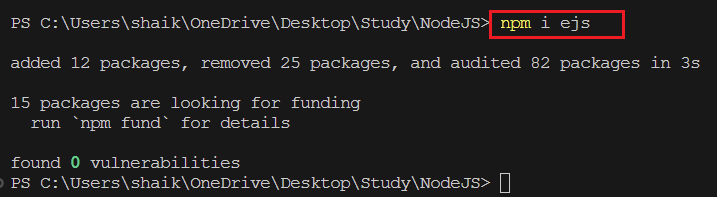 PS C:\Users\shaik\OneDrive\Desktop\Study\NodeJS> npm i ejs
added 12 packages, removed 25 packages, and audited 82 packages in 3s
15 packages are looking for funding
  run `npm fund` for details
found 0 vulnerabilities
PS C:\Users\shaik\OneDrive\Desktop\Study\NodeJS>